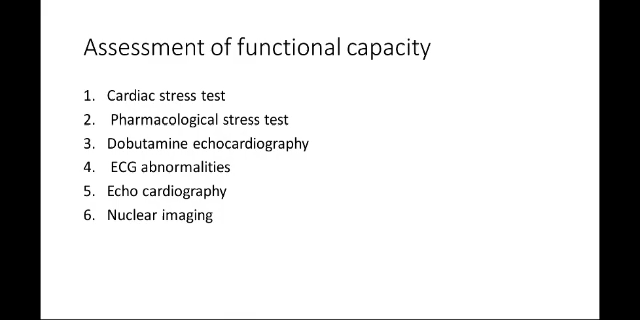 Assessment of functional capacity
1. Cardiac stress test
2. Pharmacological stress test
3. Dobutamine echocardiography
4. ECG abnormalities
5. Echo cardiography
6. Nuclear imaging